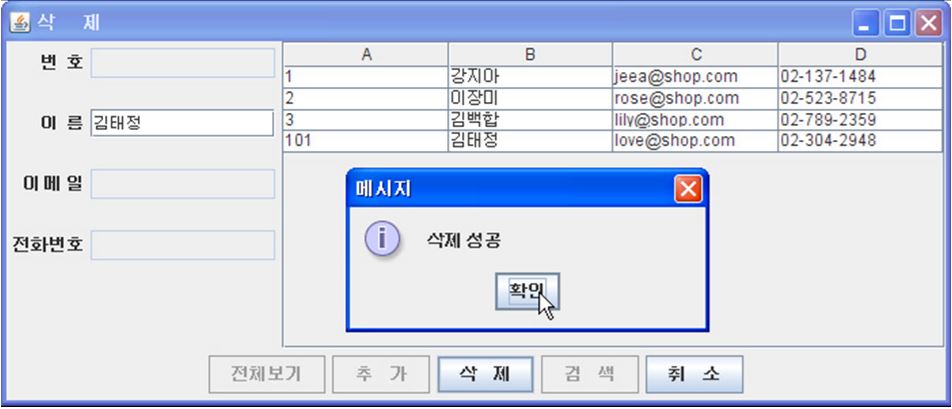 삭 제
번 호
이 름 김태정
이 메 일
전화번호
A B C D
1 강지아 jeea@shop.com 02-137-1484
2 이장미 rose@shop.com 02-523-8715
3 김백합 lily@shop.com 02-789-2359
101 김태정 love@shop.com 02-304-2948
메시지
i 삭제 성공
확인
전체보기 추 가 삭 제 검 색 취 소